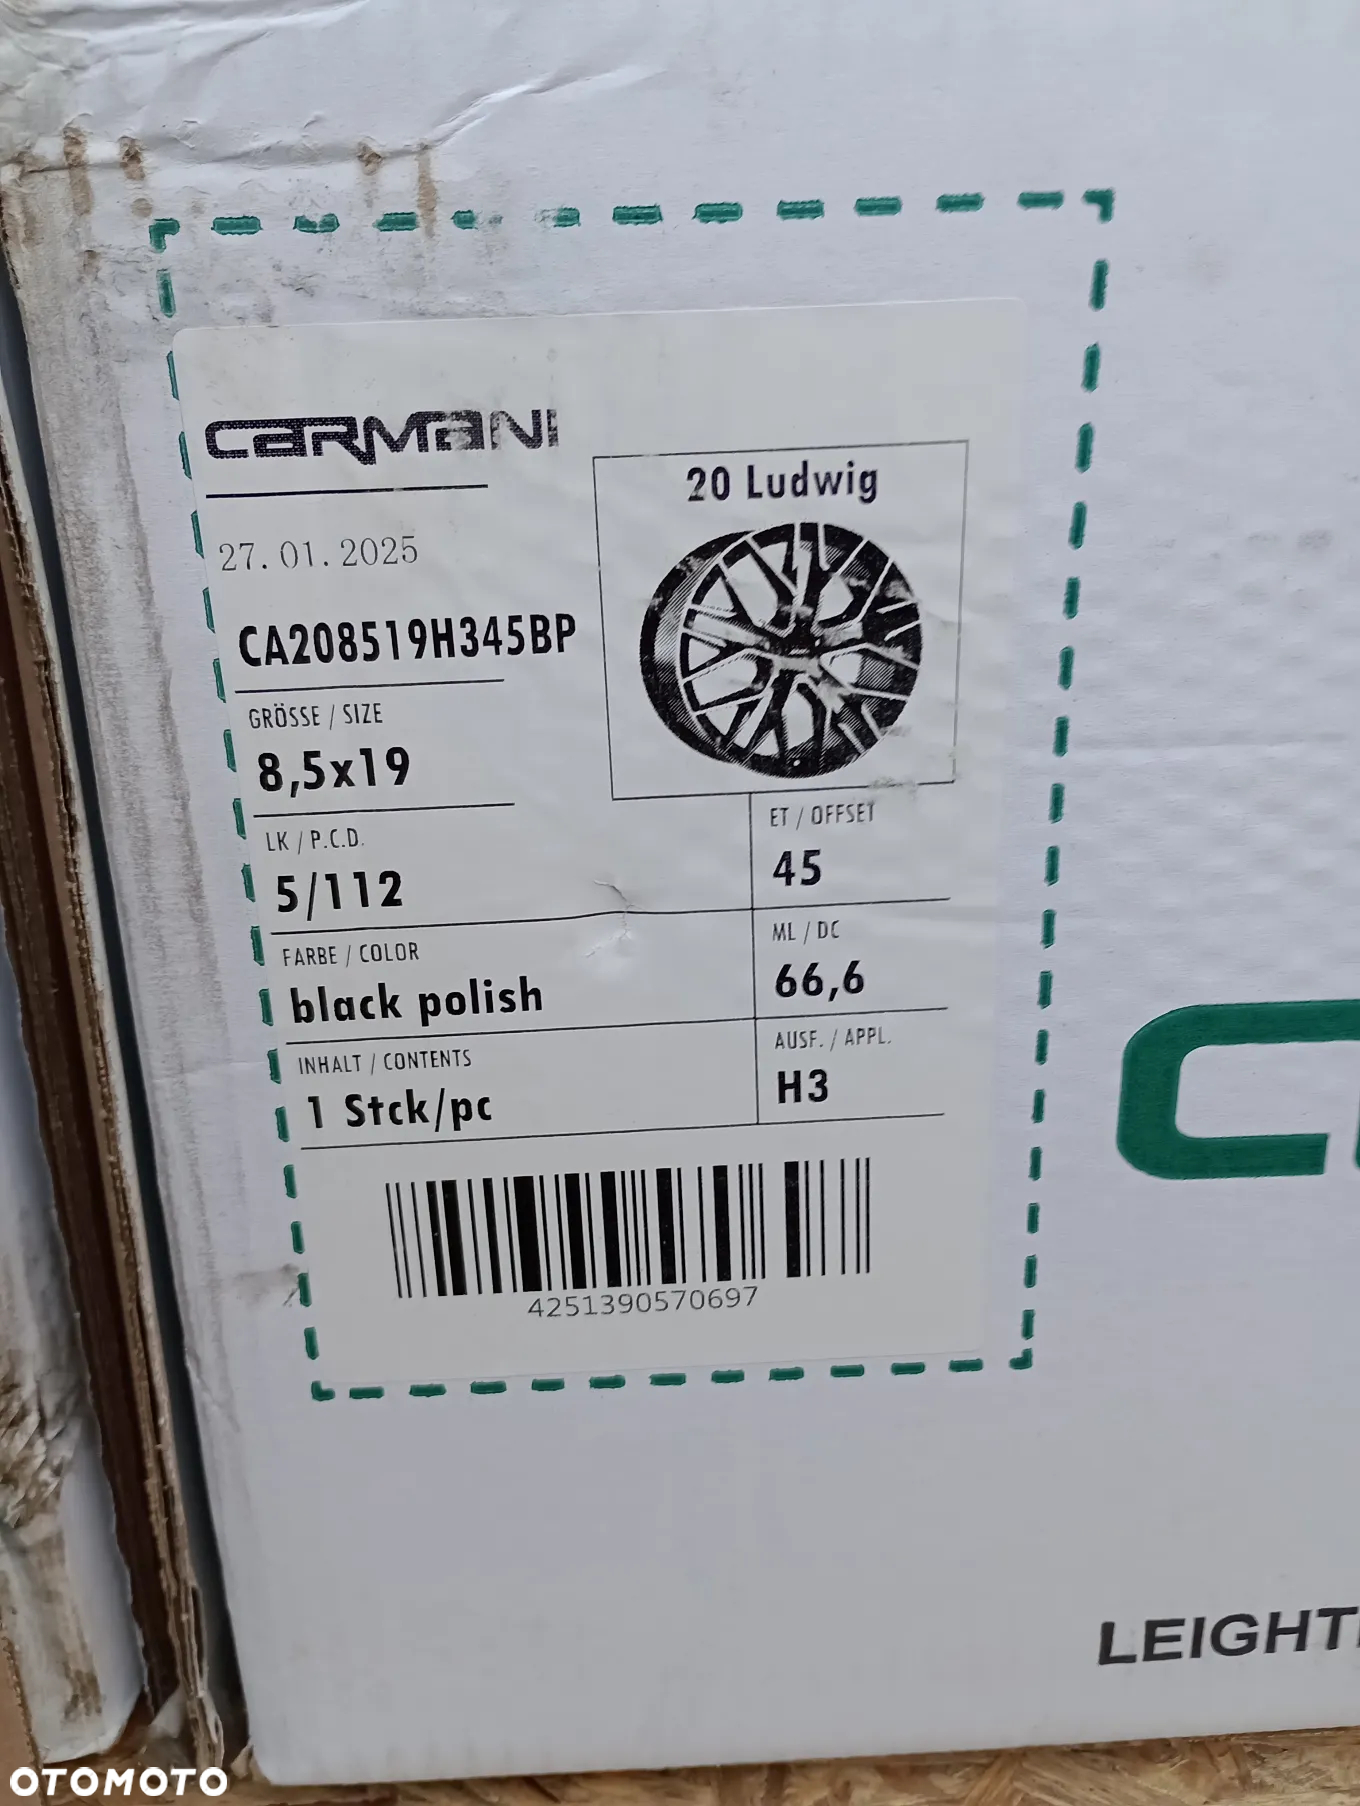 CARMANI
20 Ludwig
27.01.2025
CA208519H345BP
GRÖSSE / SIZE
8,5x19
LK / P.C.D.
5/112
ET / OFFSET
45
FARBE / COLOR
black polish
ML / DC
66,6
INHALT / CONTENTS
1 Stck/pc
AUSF. / APPL.
H3
4251390570697
LEIGHT
OTOMOTO